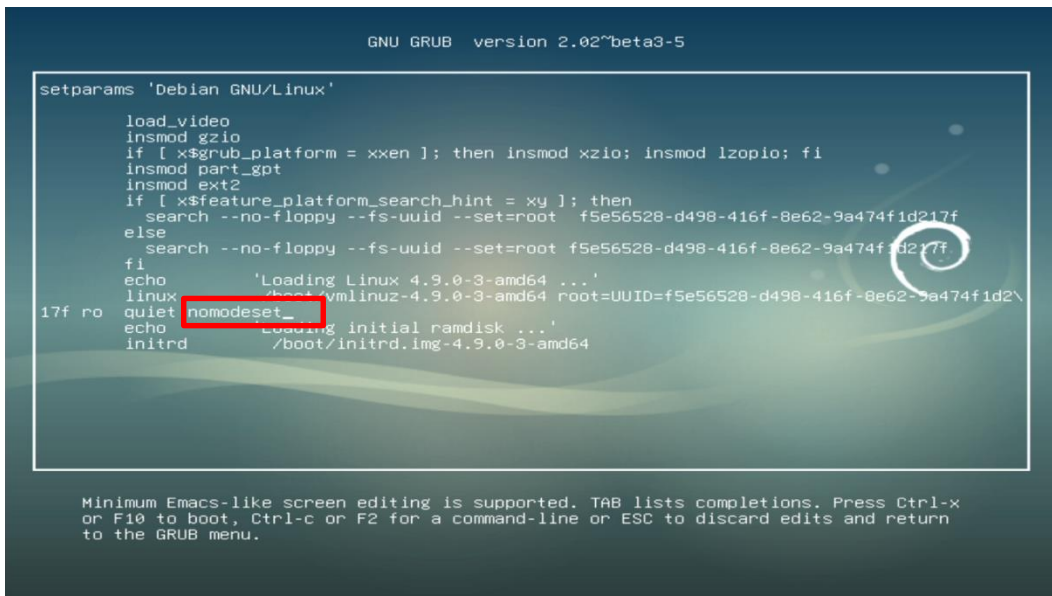 GNU GRUB  version 2.02~beta3-5
setparams 'Debian GNU/Linux'
load_video
insmod gzio
if [ x$grub_platform = xxen ]; then insmod xzio; insmod lzopio; fi
insmod part_gpt
insmod ext2
if [ x$feature_platform_search_hint = xy ]; then
search --no-floppy --fs-uuid --set=root  f5e56528-d498-416f-8e62-9a474f1d217f
else
search --no-floppy --fs-uuid --set=root f5e56528-d498-416f-8e62-9a474f1d217f
fi
echo 'Loading Linux 4.9.0-3-amd64 ...'
linux /boot/vmlinuz-4.9.0-3-amd64 root=UUID=f5e56528-d498-416f-8e62-9a474f1d2\
17f ro quiet nomodeset_
echo 'Loading initial ramdisk ...'
initrd /boot/initrd.img-4.9.0-3-amd64
Minimum Emacs-like screen editing is supported. TAB lists completions. Press Ctrl-x
or F10 to boot, Ctrl-c or F2 for a command-line or ESC to discard edits and return
to the GRUB menu.